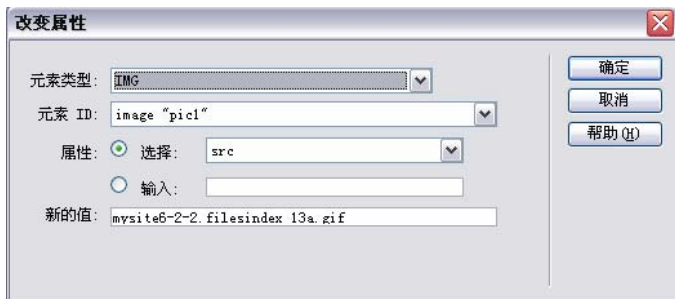 改变属性
元素类型: IMG
确定
元素 ID: image "pic1"
取消
属性: 选择: src
帮助(H)
输入:
新的值: mysite6-2-2.filesindex 13a.gif